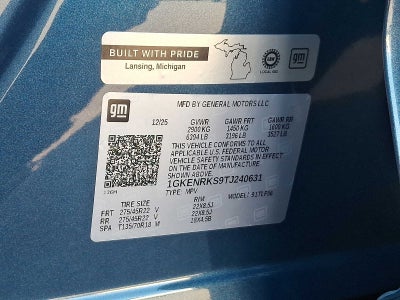 BUILT WITH PRIDE
Lansing, Michigan
gm
gm
MFD BY GENERAL MOTORS LLC
12/25 GVWR GAWR FRT GAWR RR
2900 KG 1450 KG 1600 KG
6394 LB 3196 LB 3527 LB
THIS VEHICLE CONFORMS TO ALL
APPLICABLE U.S. FEDERAL MOTOR
VEHICLE SAFETY STANDARDS IN EFFECT
ON THE DATE OF MANUFACTURE SHOWN ABOVE.
1GKENRKS9TJ240631
TYPE: MPV MODEL:
TIRE SIZE RIM
FRT 275/45R22 V 22X8.5J
RR 275/45R22 V 22X8.5J
SPA T135/70R18 M 18X4.5B